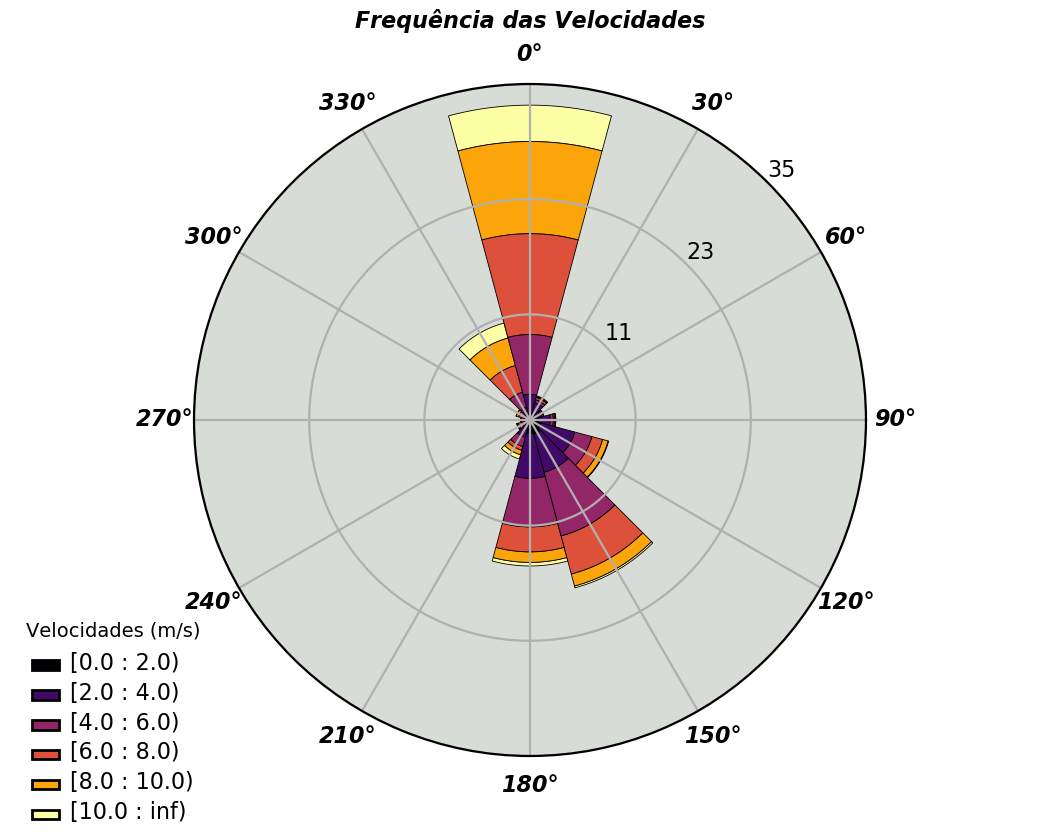 Frequência das Velocidades
0°
330°
30°
35
300°
60°
23
11
270°
90°
240°
120°
210°
150°
180°
Velocidades (m/s)
[0.0 : 2.0)
[2.0 : 4.0)
[4.0 : 6.0)
[6.0 : 8.0)
[8.0 : 10.0)
[10.0 : inf)